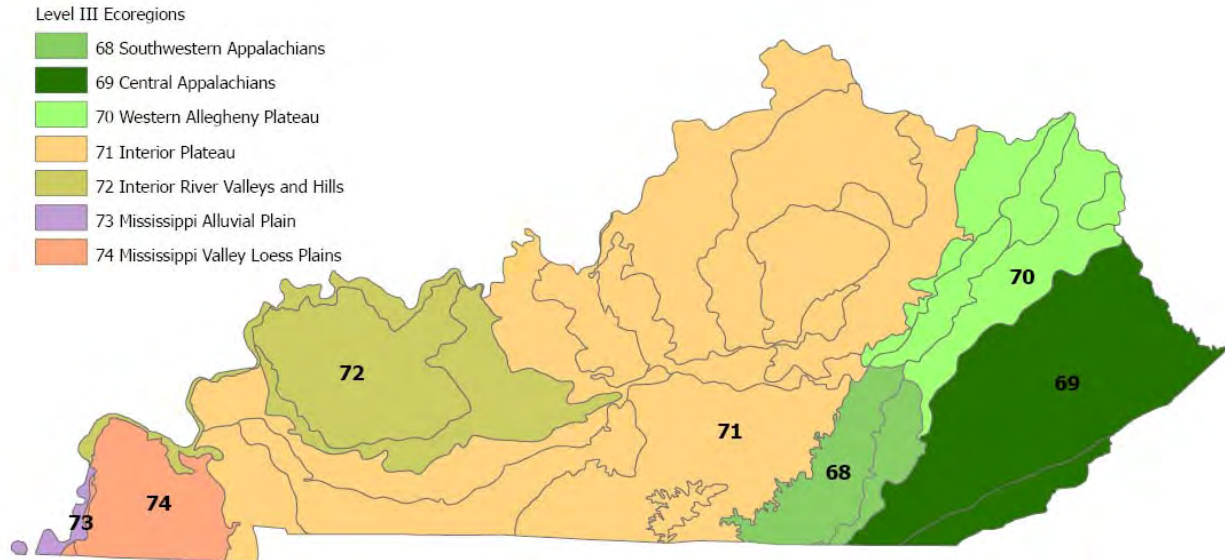 Level III Ecoregions
68 Southwestern Appalachians
69 Central Appalachians
70 Western Allegheny Plateau
71 Interior Plateau
72 Interior River Valleys and Hills
73 Mississippi Alluvial Plain
74 Mississippi Valley Loess Plains
70
72
69
71
68
74
73